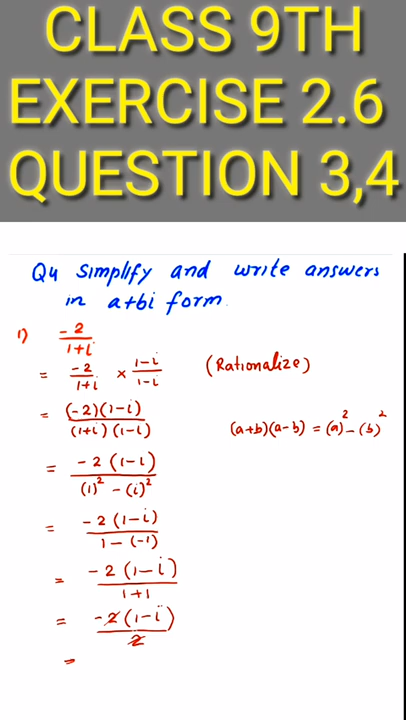 CLASS 9TH
EXERCISE 2.6
QUESTION 3,4
Q4 Simplify and write answers
in a+bi form.
1) -2/1+i
= -2/1+i × 1-i/1-i (Rationalize)
= (-2)(1-i)/(1+i)(1-i) (a+b)(a-b) = (a)² - (b)²
= -2(1-i)/(1)² - (i)²
= -2(1-i)/1-(-1)
= -2(1-i)/1+1
= -2(1-i)/2
=